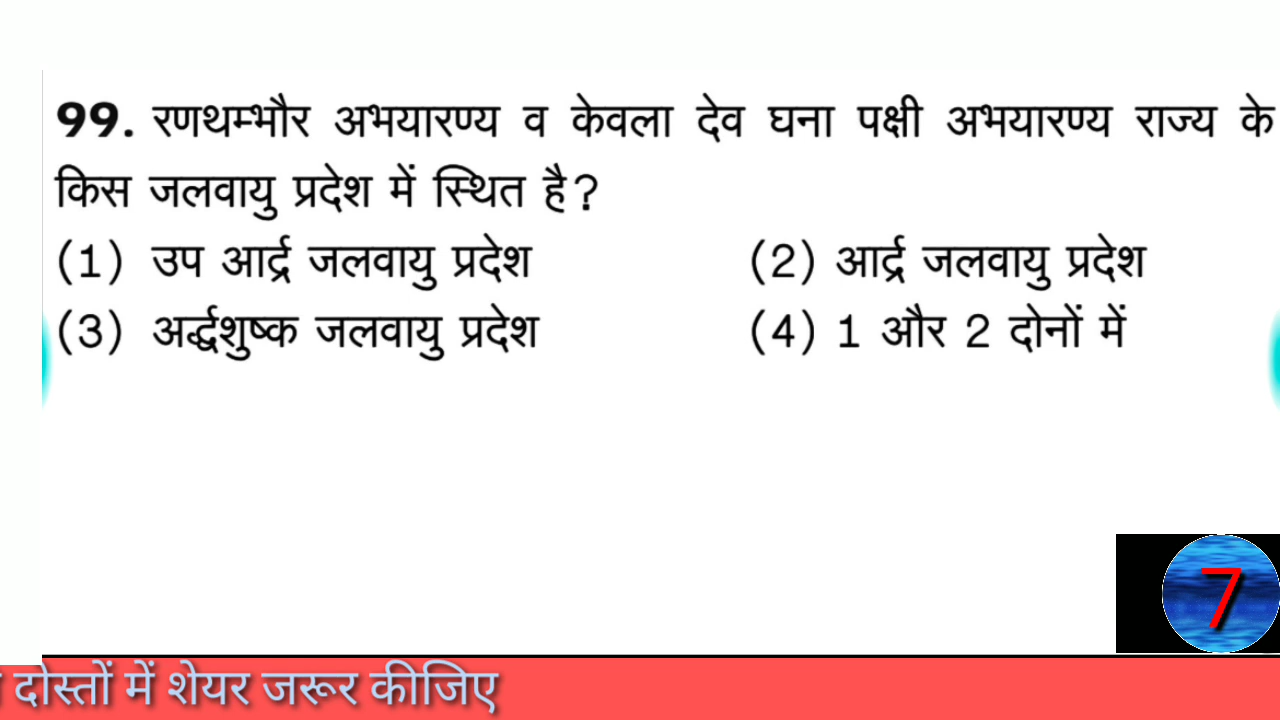 99. रणथम्भौर अभयारण्य व केवला देव घना पक्षी अभयारण्य राज्य के
किस जलवायु प्रदेश में स्थित है?
(1) उप आर्द्र जलवायु प्रदेश (2) आर्द्र जलवायु प्रदेश
(3) अर्द्धशुष्क जलवायु प्रदेश (4) 1 और 2 दोनों में
7
दोस्तों में शेयर जरूर कीजिए